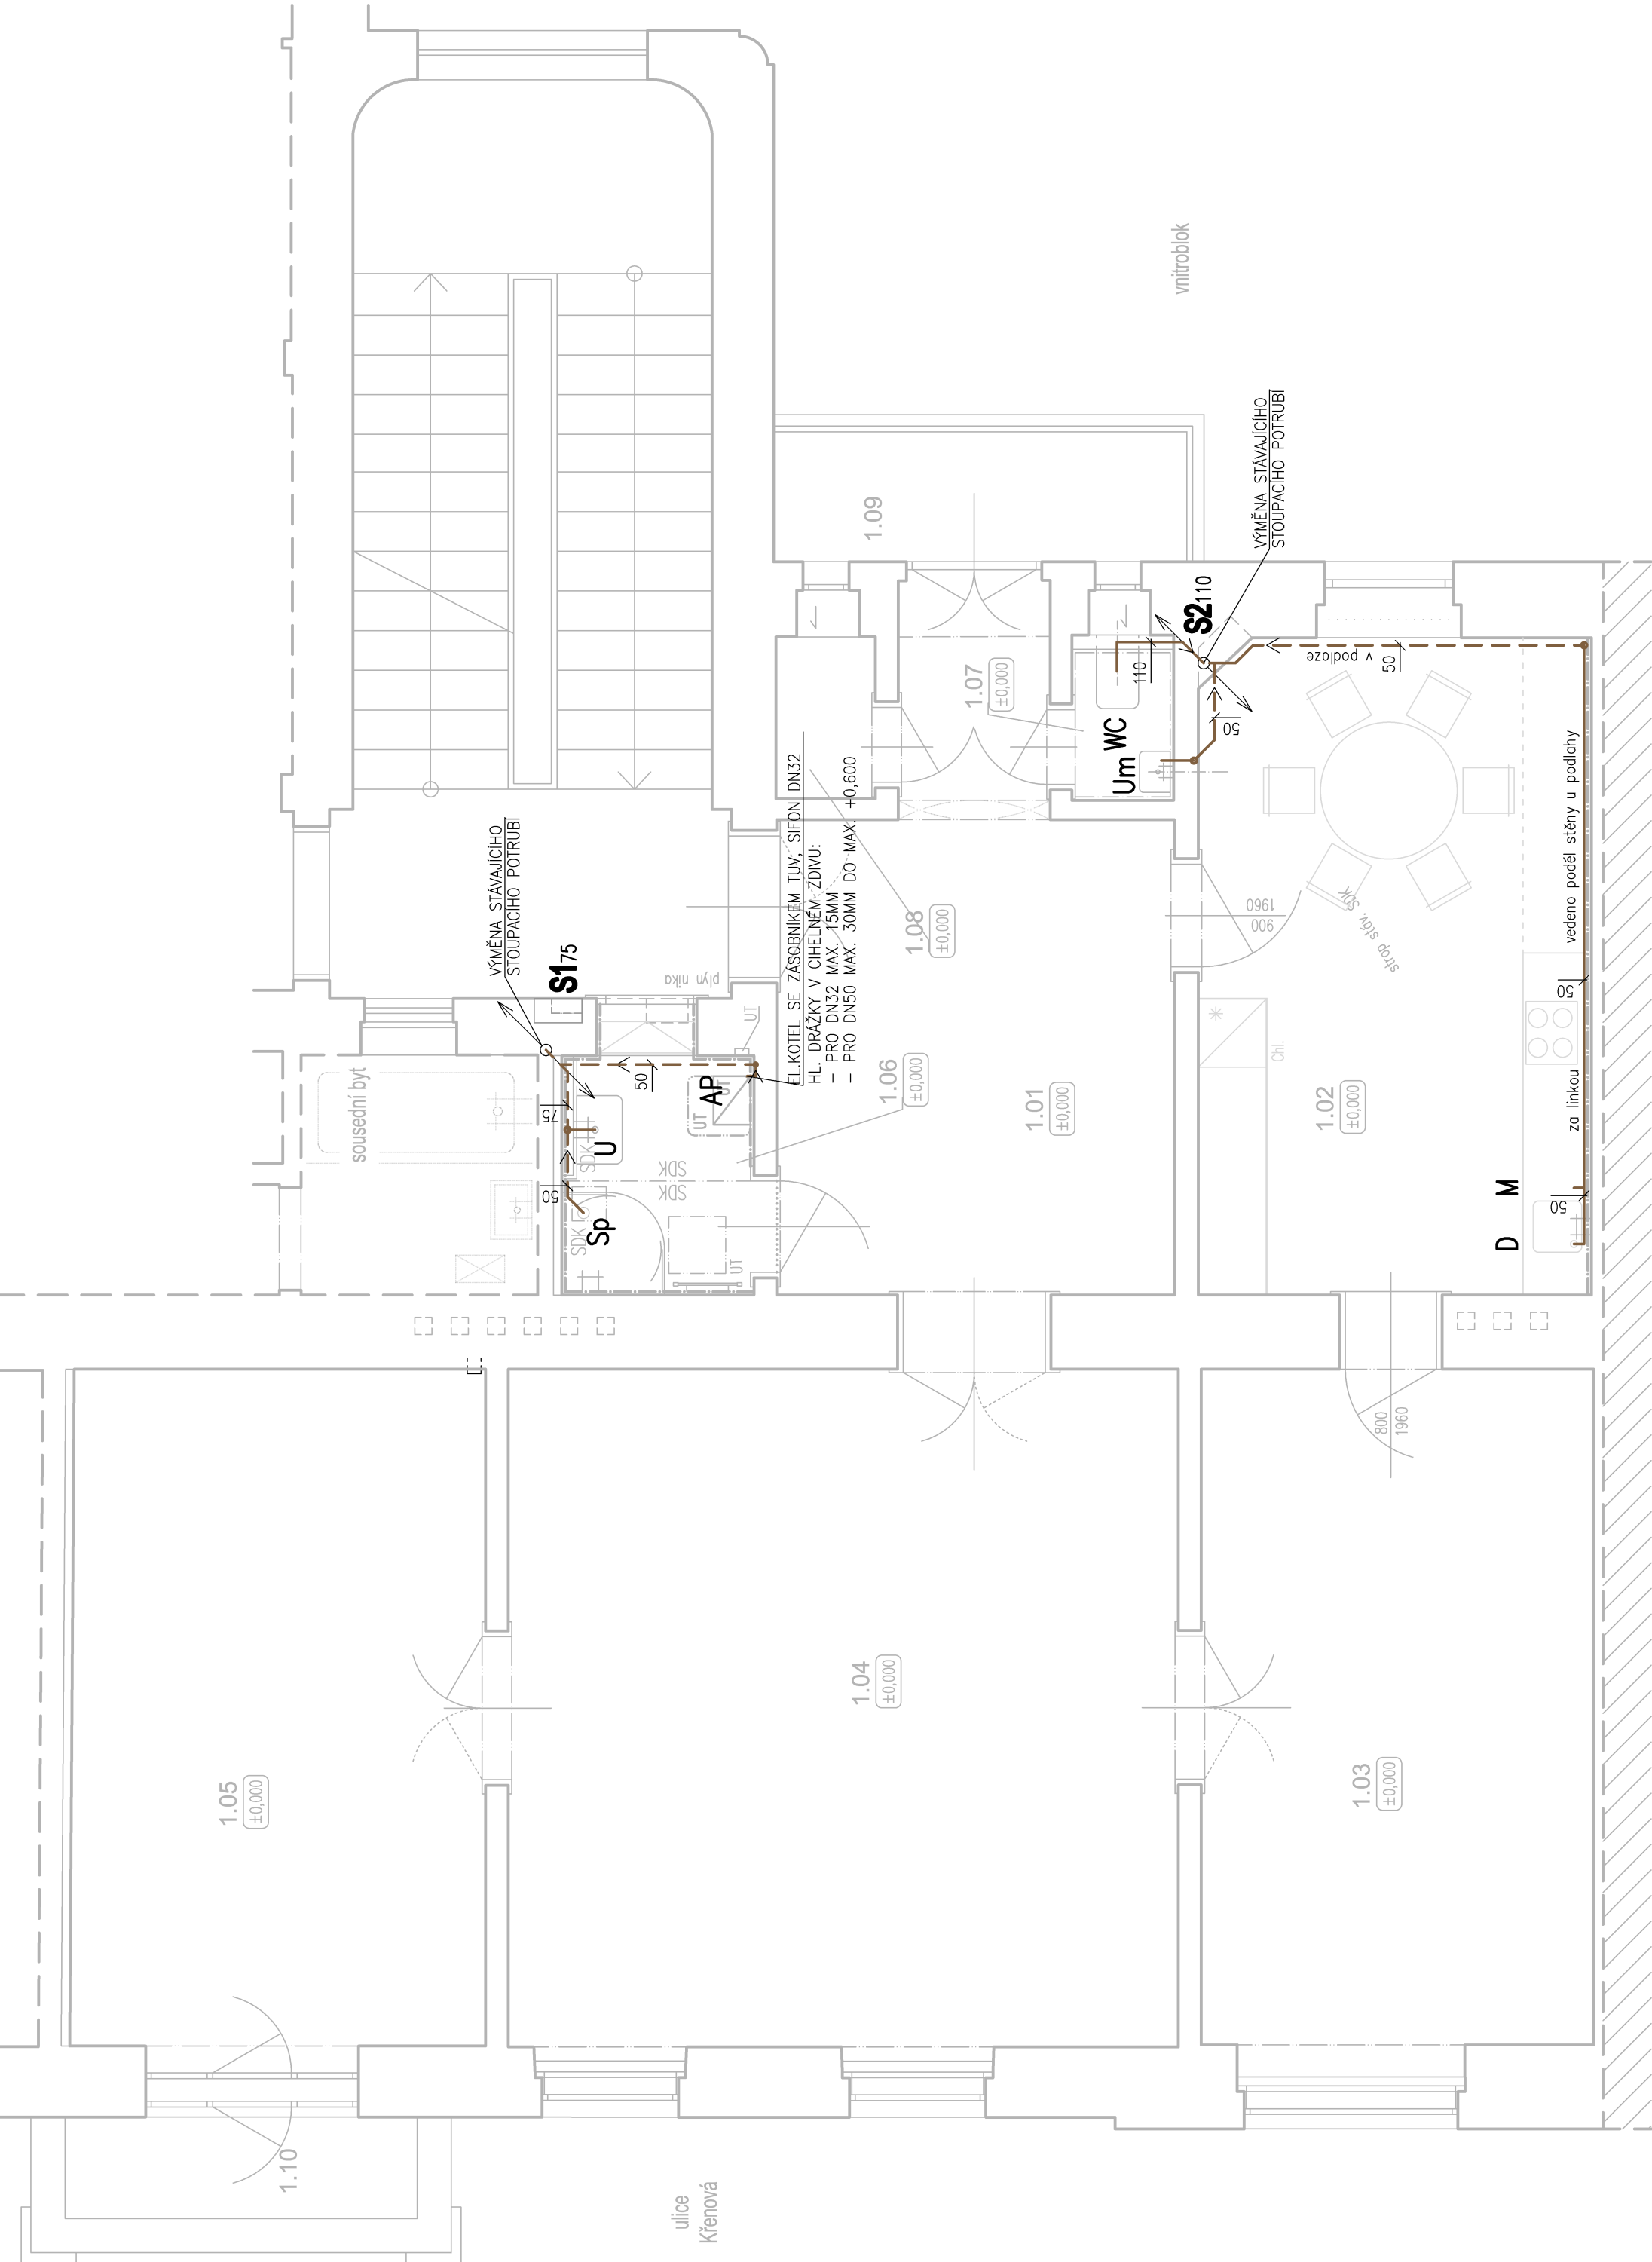 vnitroblok
1.09
VÝMĚNA STÁVAJÍCÍHO
STOUPACÍHO POTRUBÍ
S2110
1.07
±0,000
110
50
v podlaze
50
Um WC
EL.KOTEL SE ZÁSOBNÍKEM TUV, SIFON DN32
HL. DRÁŽKY V CIHELNÉM ZDIVU:
- PRO DN32 MAX. 15MM
- PRO DN50 MAX. 30MM DO MAX. +0,600
VÝMĚNA STÁVAJÍCÍHO
STOUPACÍHO POTRUBÍ
S175
plyn nika
UT
1.08
±0,000
900
1960
strop stáv. SDK
vedeno podél stěny u podlahy
50
sousední byt
50
75
AP
UT
UT
U
SDK
SDK
SDK
50
Sp
SDK
UT
1.06
±0,000
1.01
±0,000
Chl.
1.02
±0,000
za linkou
D M
50
800
1960
1.05
±0,000
1.04
±0,000
1.03
±0,000
1.10
ulice
Křenová